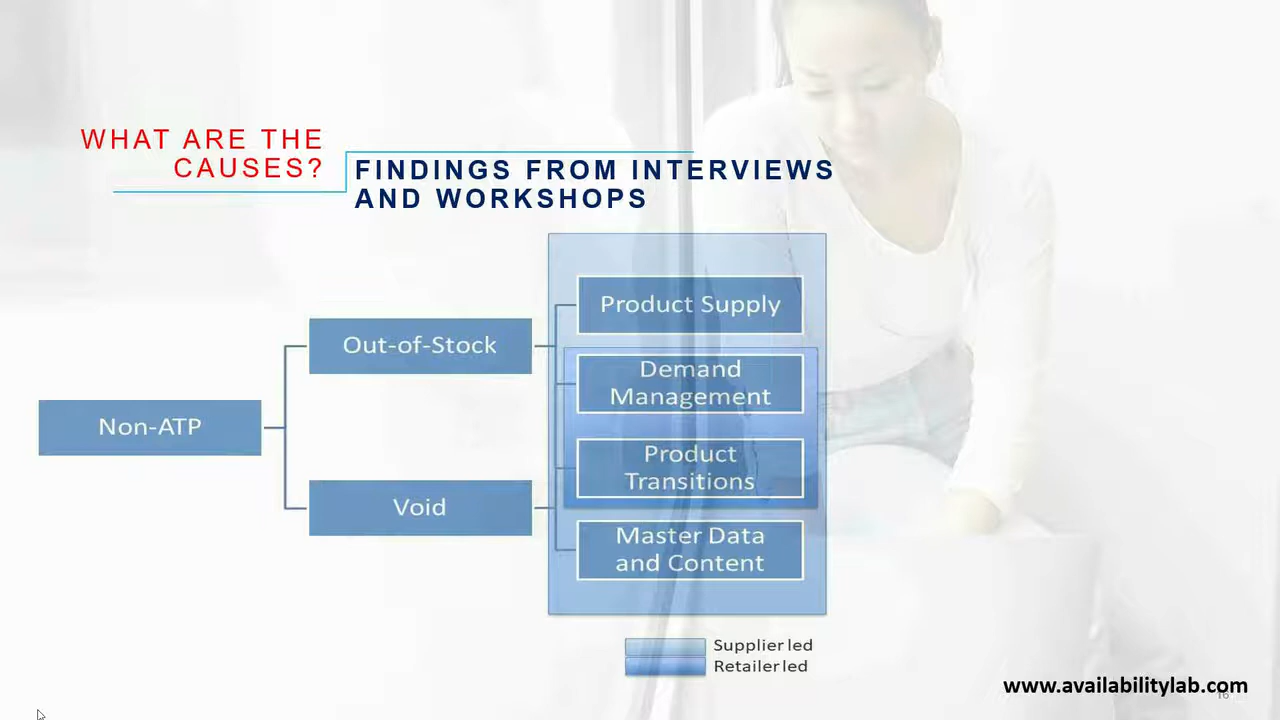 WHAT ARE THE
CAUSES?
FINDINGS FROM INTERVIEWS
AND WORKSHOPS
Non-ATP
Out-of-Stock
Void
Product Supply
Demand
Management
Product
Transitions
Master Data
and Content
Supplier led
Retailer led
www.availabilitylab.com
16